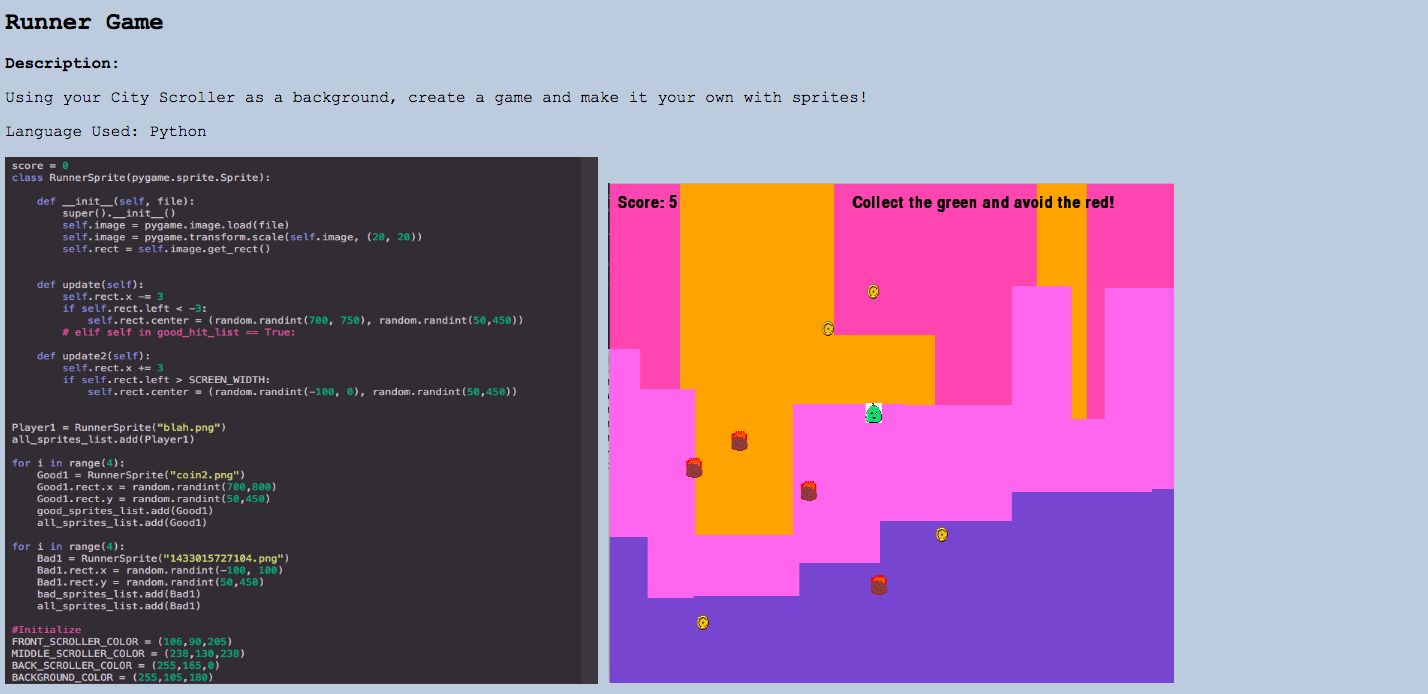 Runner Game
Description:
Using your City Scroller as a background, create a game and make it your own with sprites!
Language Used: Python
score = 0
class RunnerSprite(pygame.sprite.Sprite):
    def __init__(self, file):
        super().__init__()
        self.image = pygame.image.load(file)
        self.image = pygame.transform.scale(self.image, (20, 20))
        self.rect = self.image.get_rect()
    def update(self):
        self.rect.x -= 3
        if self.rect.left < -3:
            self.rect.center = (random.randint(700, 750), random.randint(50,450))
        # elif self in good_hit_list == True:
    def update2(self):
        self.rect.x += 3
        if self.rect.left > SCREEN_WIDTH:
            self.rect.center = (random.randint(-100, 0), random.randint(50,450))
Player1 = RunnerSprite("blah.png")
all_sprites_list.add(Player1)
for i in range(4):
    Good1 = RunnerSprite("coin2.png")
    Good1.rect.x = random.randint(700,800)
    Good1.rect.y = random.randint(50,450)
    good_sprites_list.add(Good1)
    all_sprites_list.add(Good1)
for i in range(4):
    Bad1 = RunnerSprite("1433015727104.png")
    Bad1.rect.x = random.randint(-100, 100)
    Bad1.rect.y = random.randint(50,450)
    bad_sprites_list.add(Bad1)
    all_sprites_list.add(Bad1)
#Initialize
FRONT_SCROLLER_COLOR = (106,90,205)
MIDDLE_SCROLLER_COLOR = (238,130,238)
BACK_SCROLLER_COLOR = (255,165,0)
BACKGROUND_COLOR = (255,105,180)
Score: 5
Collect the green and avoid the red!